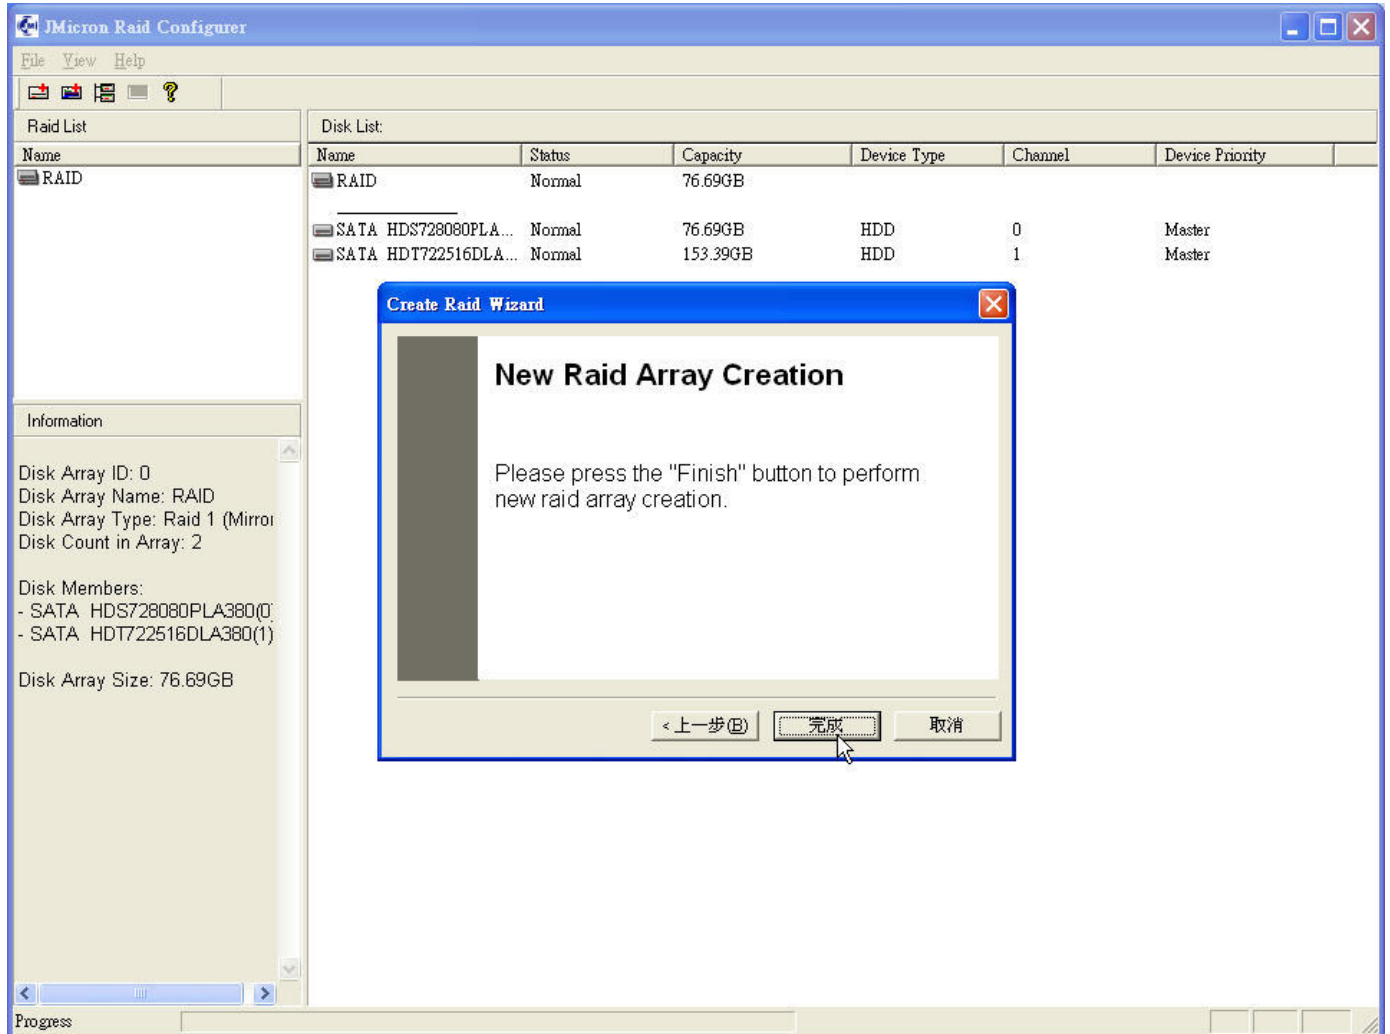 JMicron Raid Configurer
File View Help
Raid List
Disk List:
Name
Name Status Capacity Device Type Channel Device Priority
RAID
RAID Normal 76.69GB
SATA HDS728080PLA... Normal 76.69GB HDD 0 Master
SATA HDT722516DLA... Normal 153.39GB HDD 1 Master
Create Raid Wizard
New Raid Array Creation
Please press the "Finish" button to perform
new raid array creation.
<上一步(B)
完成
取消
Information
Disk Array ID: 0
Disk Array Name: RAID
Disk Array Type: Raid 1 (Mirror
Disk Count in Array: 2
Disk Members:
- SATA HDS728080PLA380(0)
- SATA HDT722516DLA380(1)
Disk Array Size: 76.69GB
Progress